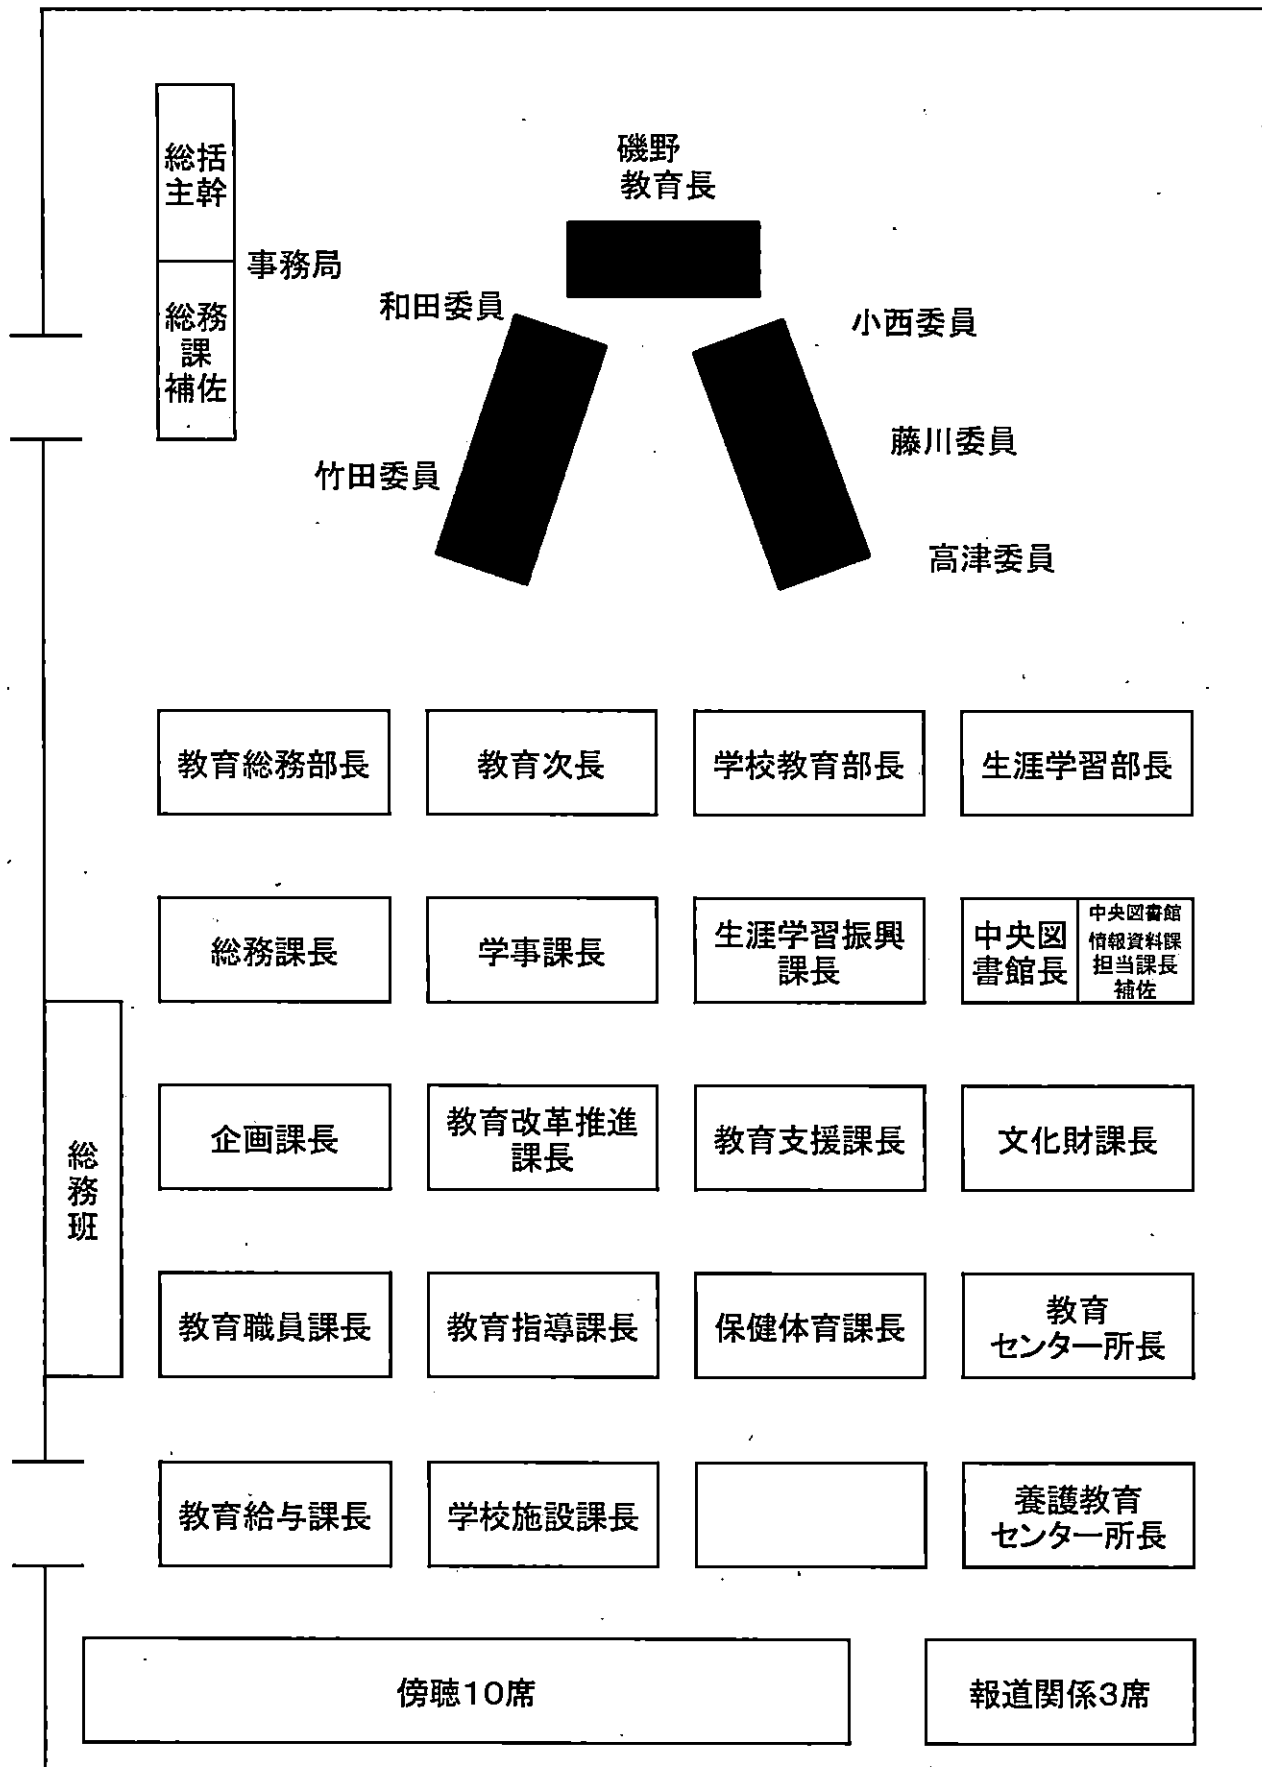 総括
主幹
事務局
総務
課
補佐
磯野
教育長
和田委員
小西委員
竹田委員
藤川委員
高津委員
教育総務部長
教育次長
学校教育部長
生涯学習部長
総務課長
学事課長
生涯学習振興
課長
中央図
書館長
中央図書館
情報資料課
担当課長
補佐
総
務
班
企画課長
教育改革推進
課長
教育支援課長
文化財課長
教育職員課長
教育指導課長
保健体育課長
教育
センター所長
教育給与課長
学校施設課長
養護教育
センター所長
傍聴10席
報道関係3席